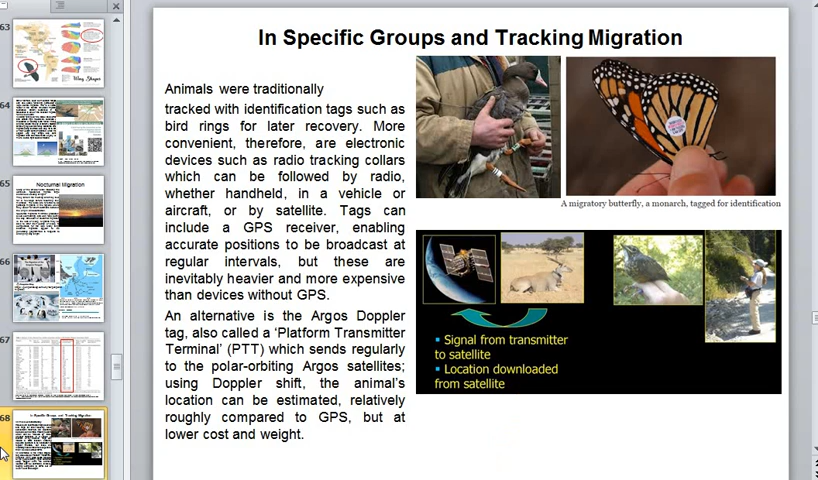 63
64
65
Nocturnal Migration
66
67
68
In Specific Groups and Tracking Migration
In Specific Groups and Tracking Migration
Animals were traditionally
tracked with identification tags such as
bird rings for later recovery. More
convenient, therefore, are electronic
devices such as radio tracking collars
which can be followed by radio,
whether handheld, in a vehicle or
aircraft, or by satellite. Tags can
include a GPS receiver, enabling
accurate positions to be broadcast at
regular intervals, but these are
inevitably heavier and more expensive
than devices without GPS.
An alternative is the Argos Doppler
tag, also called a ‘Platform Transmitter
Terminal’ (PTT) which sends regularly
to the polar-orbiting Argos satellites;
using Doppler shift, the animal’s
location can be estimated, relatively
roughly compared to GPS, but at
lower cost and weight.
A migratory butterfly, a monarch, tagged for identification
▪ Signal from transmitter
to satellite
▪ Location downloaded
from satellite